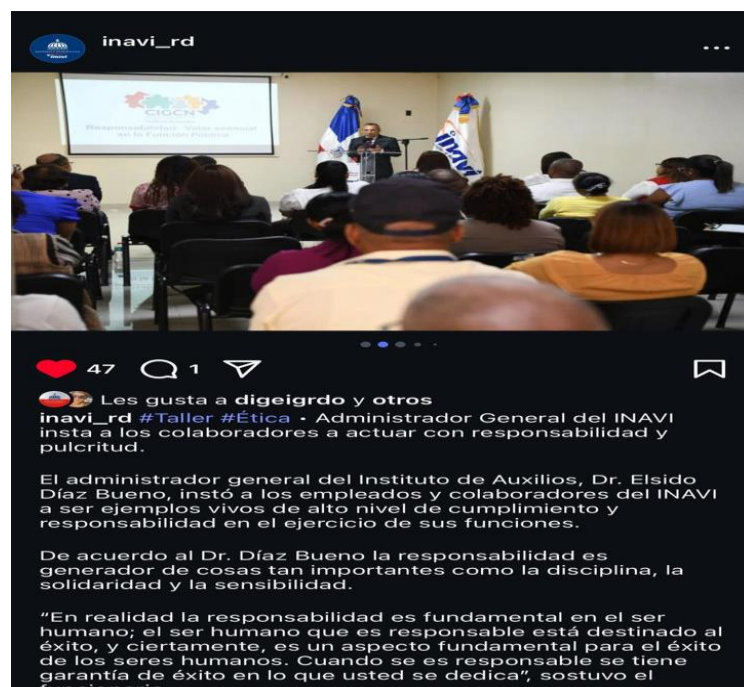 inavi_rd
CIGCN
Responsabilidad: Valor esencial
en la Función Pública
inavi
47 1
Les gusta a digeigrdo y otros
inavi_rd #Taller #Ética • Administrador General del INAVI
insta a los colaboradores a actuar con responsabilidad y
pulcritud.
El administrador general del Instituto de Auxilios, Dr. Elsido
Díaz Bueno, instó a los empleados y colaboradores del INAVI
a ser ejemplos vivos de alto nivel de cumplimiento y
responsabilidad en el ejercicio de sus funciones.
De acuerdo al Dr. Díaz Bueno la responsabilidad es
generador de cosas tan importantes como la disciplina, la
solidaridad y la sensibilidad.
“En realidad la responsabilidad es fundamental en el ser
humano; el ser humano que es responsable está destinado al
éxito, y ciertamente, es un aspecto fundamental para el éxito
de los seres humanos. Cuando se es responsable se tiene
garantía de éxito en lo que usted se dedica”, sostuvo el